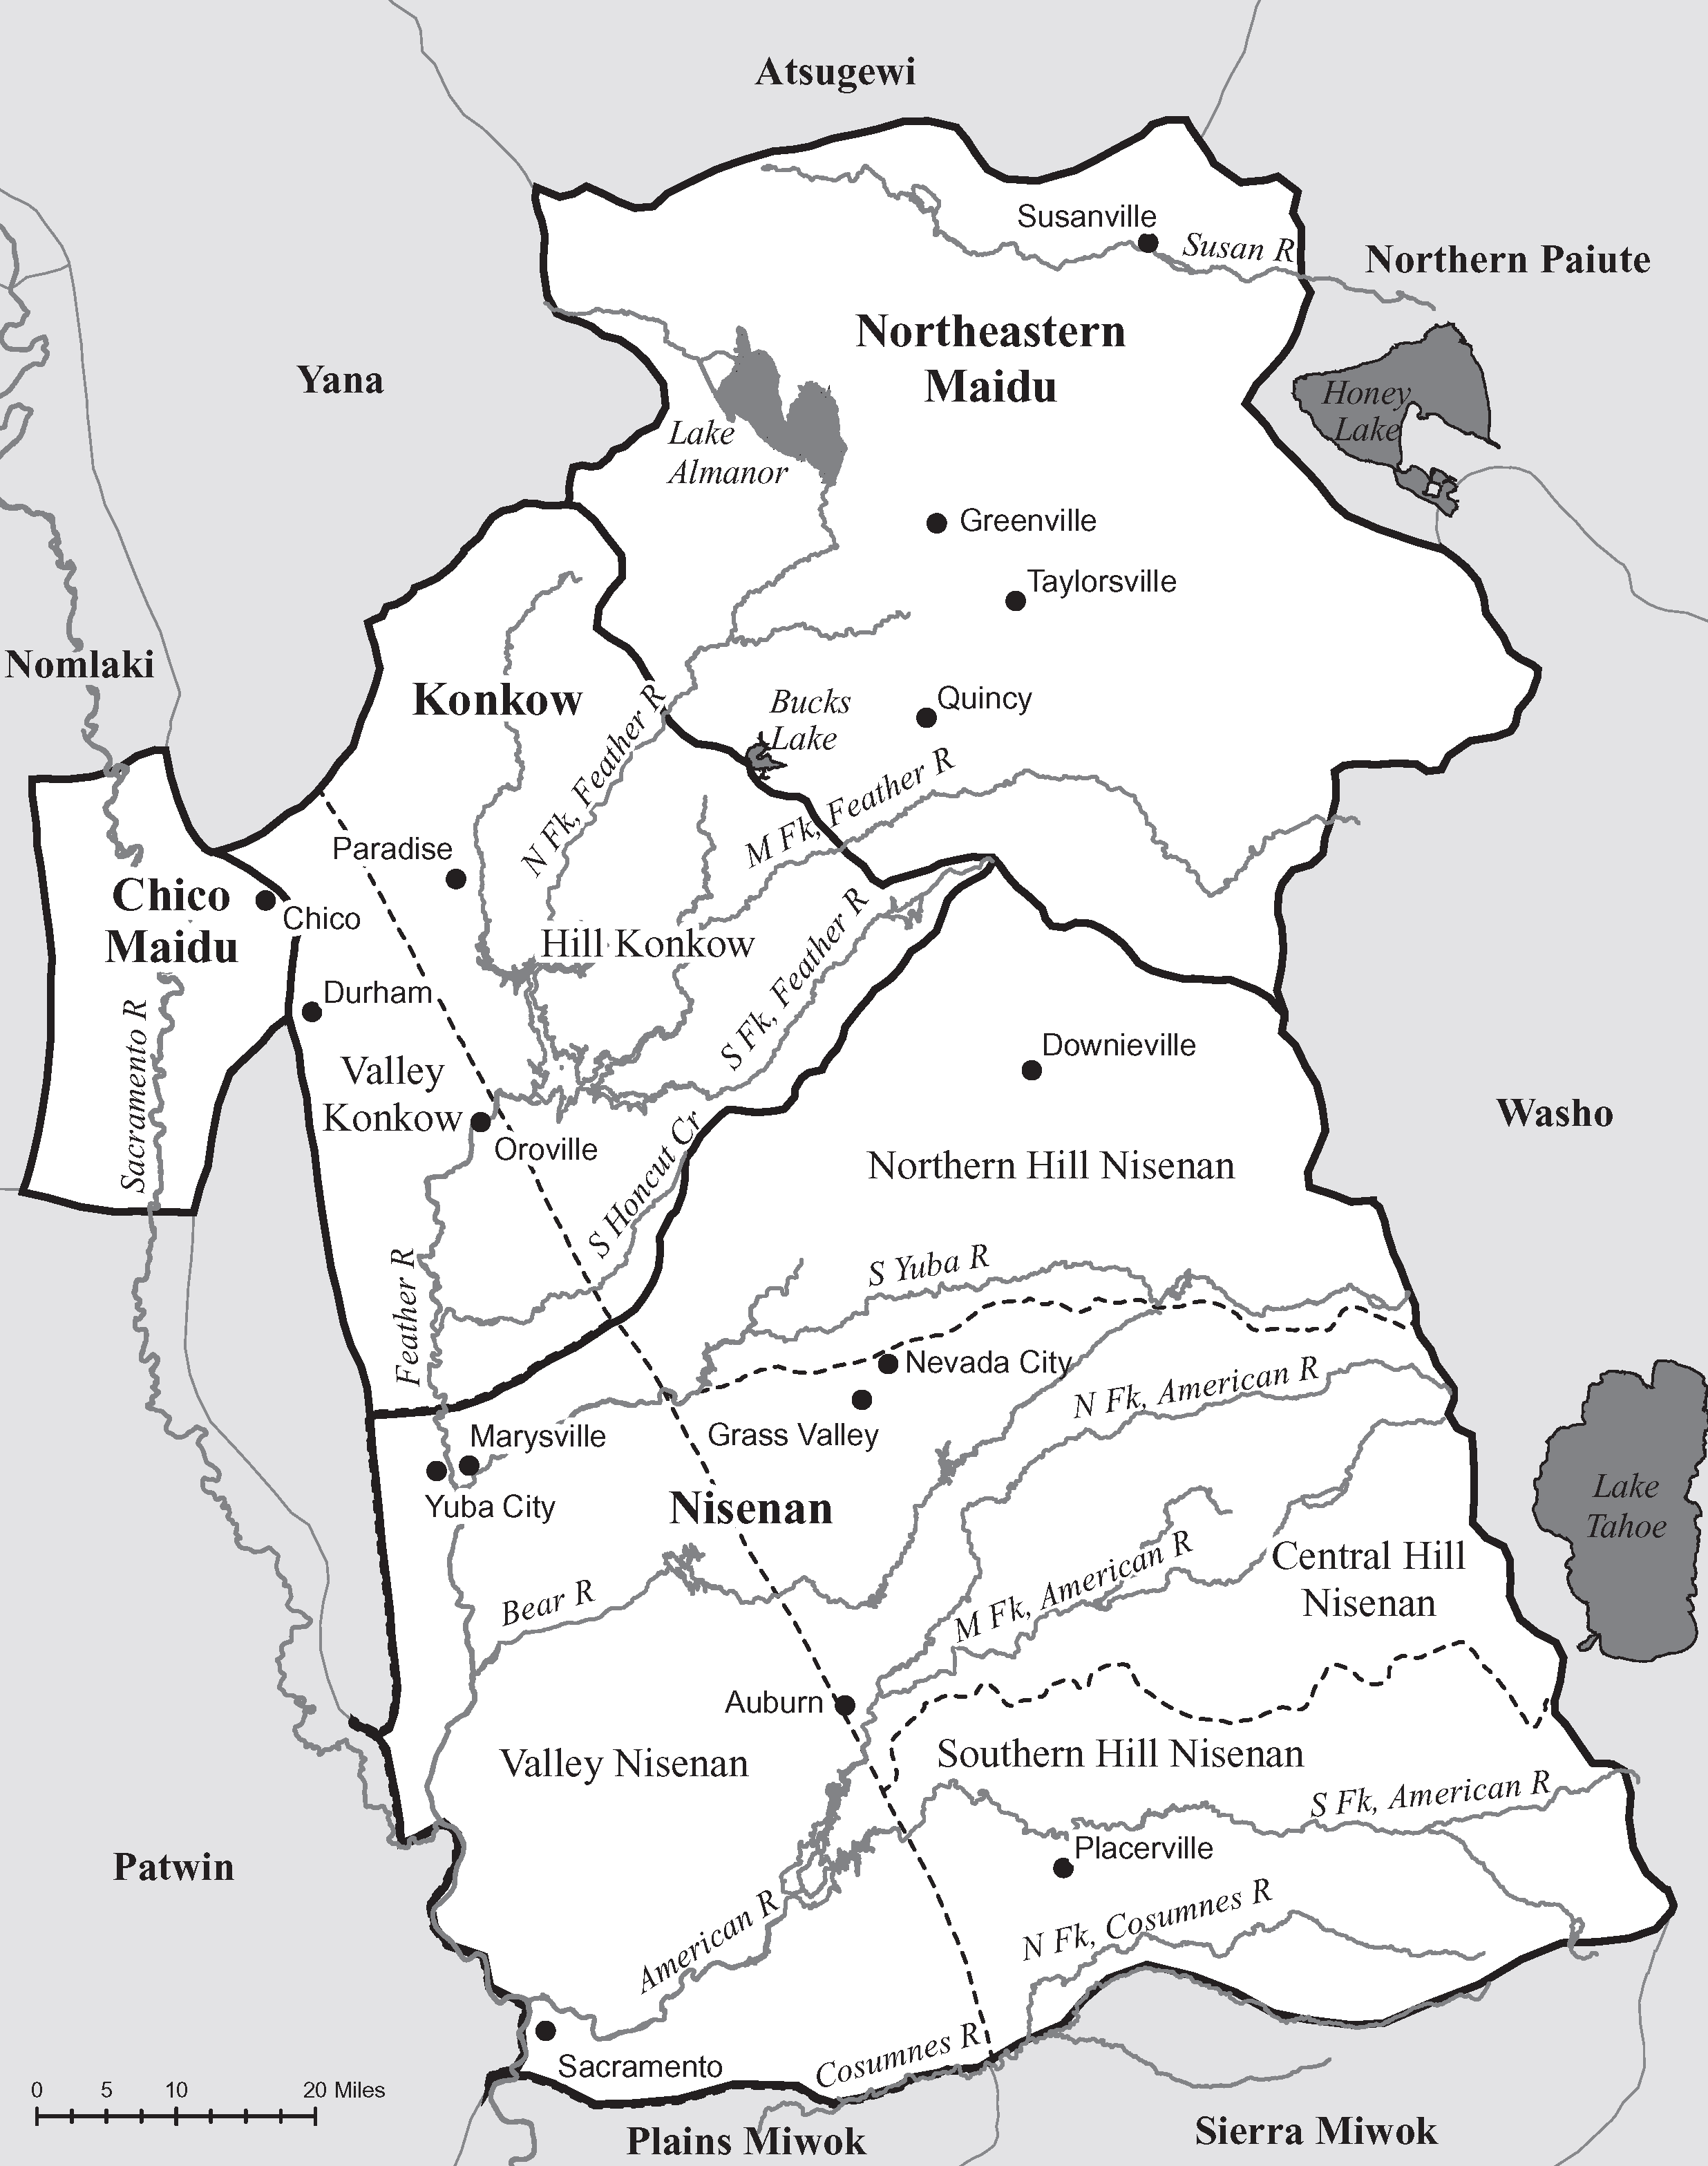 Atsugewi
Susanville
Susan R
Northern Paiute
Northeastern
Maidu
Yana
Honey
Lake
Lake
Almanor
Greenville
Taylorsville
Nomlaki
Konkow
N Fk, Feather R
Bucks
Lake
Quincy
M Fk, Feather R
Paradise
Chico
Maidu
Chico
Hill Konkow
S Fk, Feather R
Durham
Sacramento R
Valley
Konkow
Oroville
S Honcut Cr
Downieville
Washo
Northern Hill Nisenan
Feather R
S Yuba R
Nevada City
N Fk, American R
Grass Valley
Marysville
Yuba City
Nisenan
Lake
Tahoe
Bear R
M Fk, American R
Central Hill
Nisenan
Auburn
Valley Nisenan
Southern Hill Nisenan
S Fk, American R
Placerville
Patwin
American R
N Fk, Cosumnes R
Sacramento
Cosumnes R
0 5 10 20 Miles
Plains Miwok
Sierra Miwok